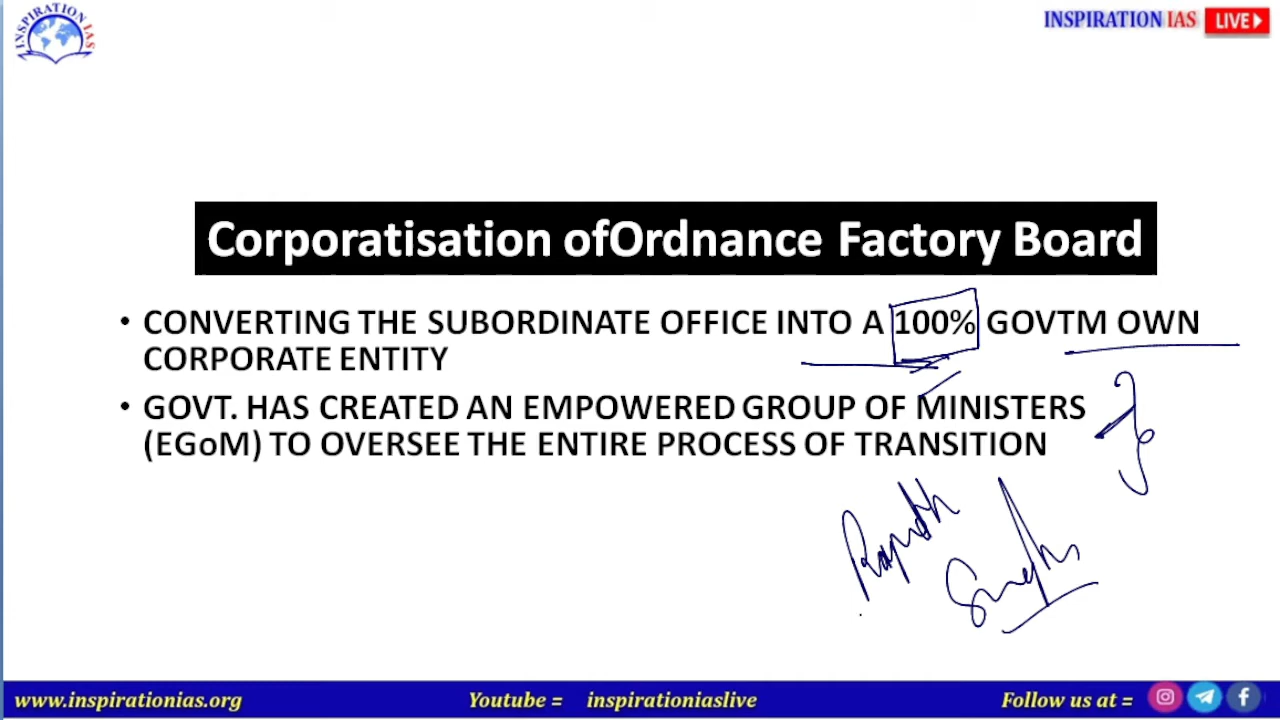 INSPIRATION IAS
INSPIRATION IAS LIVE
Corporatisation ofOrdnance Factory Board
• CONVERTING THE SUBORDINATE OFFICE INTO A 100% GOVTM OWN
CORPORATE ENTITY
• GOVT. HAS CREATED AN EMPOWERED GROUP OF MINISTERS
(EGoM) TO OVERSEE THE ENTIRE PROCESS OF TRANSITION
Singh
www.inspirationias.org Youtube = inspirationiaslive Follow us at =